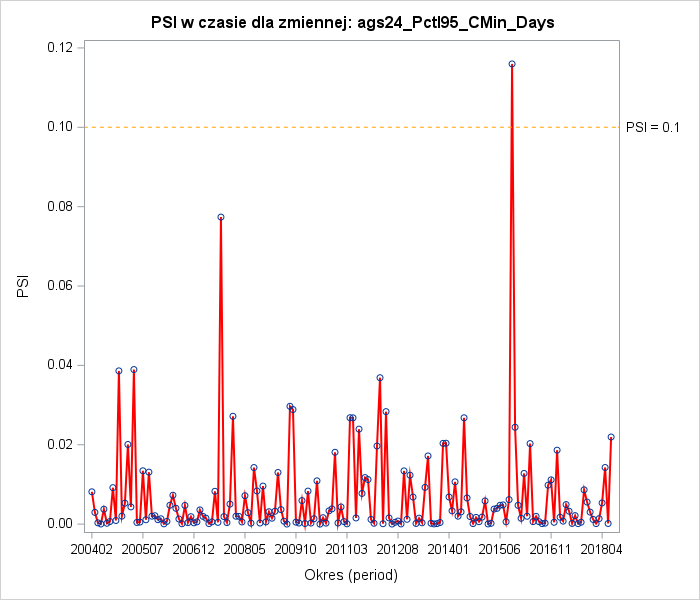 PSI w czasie dla zmiennej: ags24_Pctl95_CMin_Days
0.12
0.10
PSI = 0.1
0.08
0.06
PSI
0.04
0.02
0.00
200402 200507 200612 200805 200910 201103 201208 201401 201506 201611 201804
Okres (period)